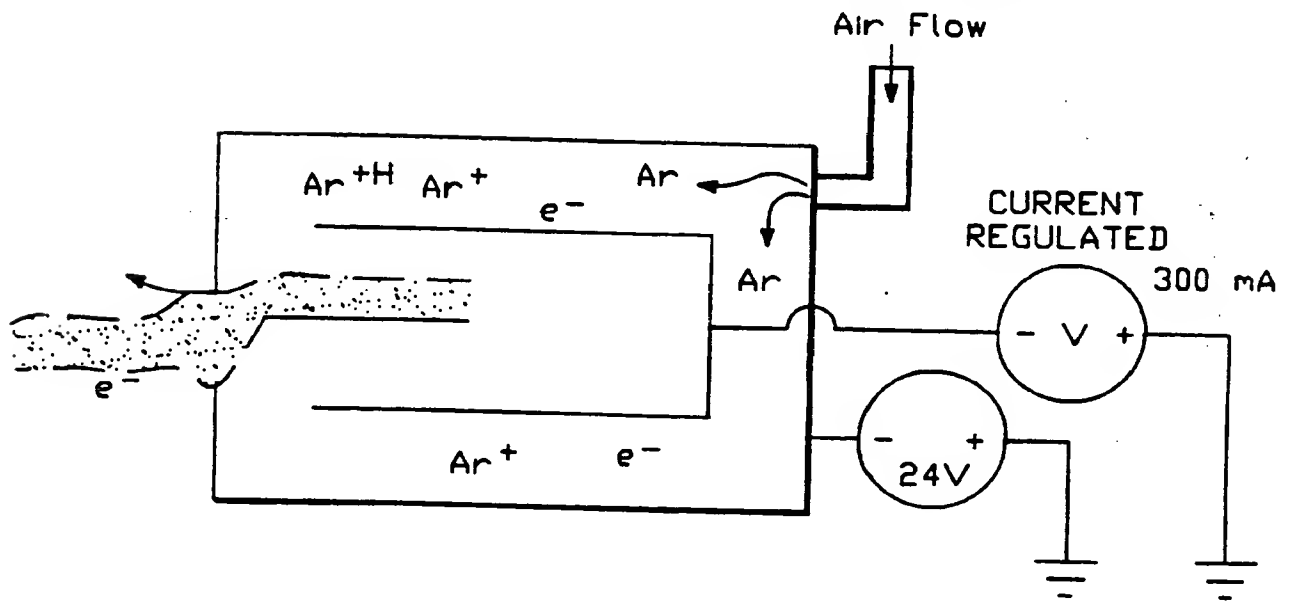 Air Flow
Ar+H Ar+ Ar
e-
CURRENT
REGULATED
300 mA
Ar
- V +
e-
- +
24V
Ar+ e-